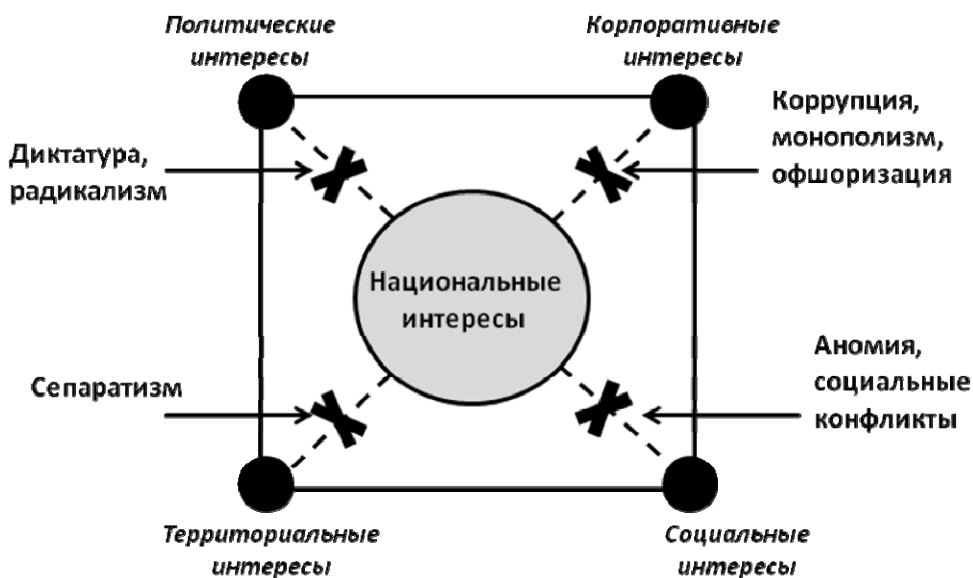 Политические
интересы
Корпоративные
интересы
Диктатура,
радикализм
Коррупция,
монополизм,
офшоризация
Национальные
интересы
Сепаратизм
Аномия,
социальные
конфликты
Территориальные
интересы
Социальные
интересы